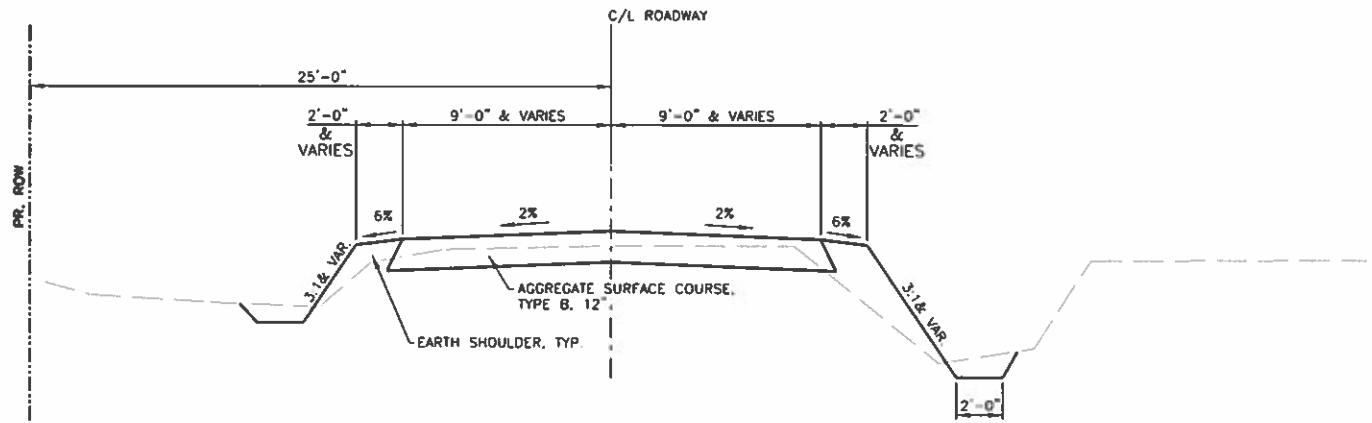 C/L ROADWAY
25'-0"
2'-0"
&
VARIES
9'-0" & VARIES
9'-0" & VARIES
2'-0"
&
VARIES
PR. ROW
6%
2%
2%
6%
3:1& VAR.
3:1& VAR.
AGGREGATE SURFACE COURSE,
TYPE B, 12"
EARTH SHOULDER, TYP.
2'-0"